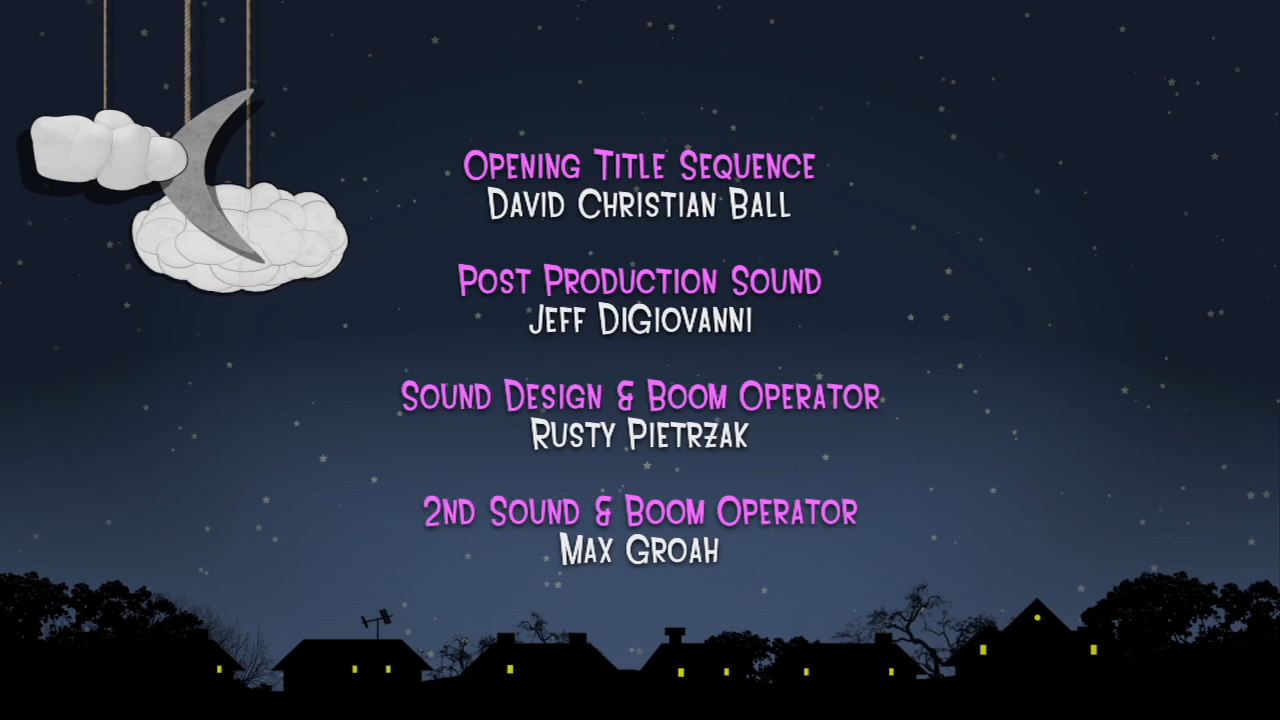 Opening Title Sequence
David Christian Ball
Post Production Sound
Jeff DiGiovanni
Sound Design & Boom Operator
Rusty Pietrzak
2nd Sound & Boom Operator
Max Groah